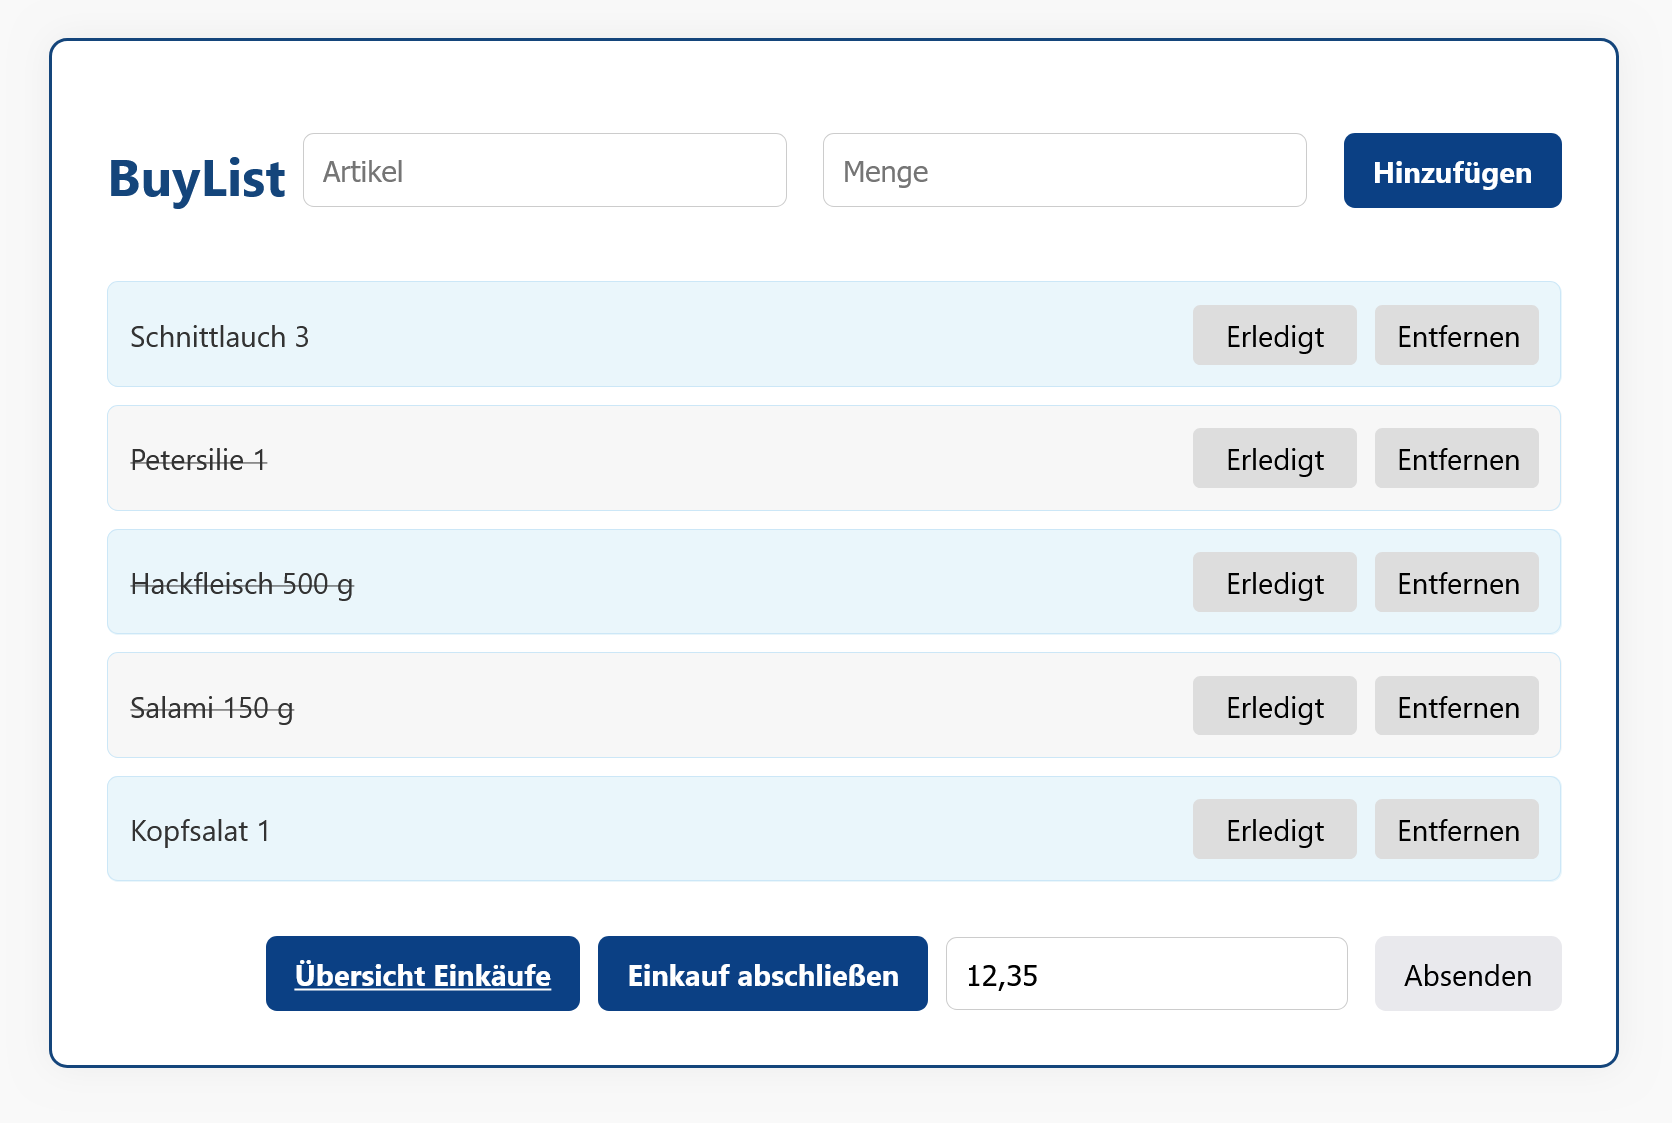 BuyList Artikel Menge Hinzufügen
Schnittlauch 3 Erledigt Entfernen
Petersilie 1 Erledigt Entfernen
Hackfleisch 500 g Erledigt Entfernen
Salami 150 g Erledigt Entfernen
Kopfsalat 1 Erledigt Entfernen
Übersicht Einkäufe Einkauf abschließen 12,35 Absenden